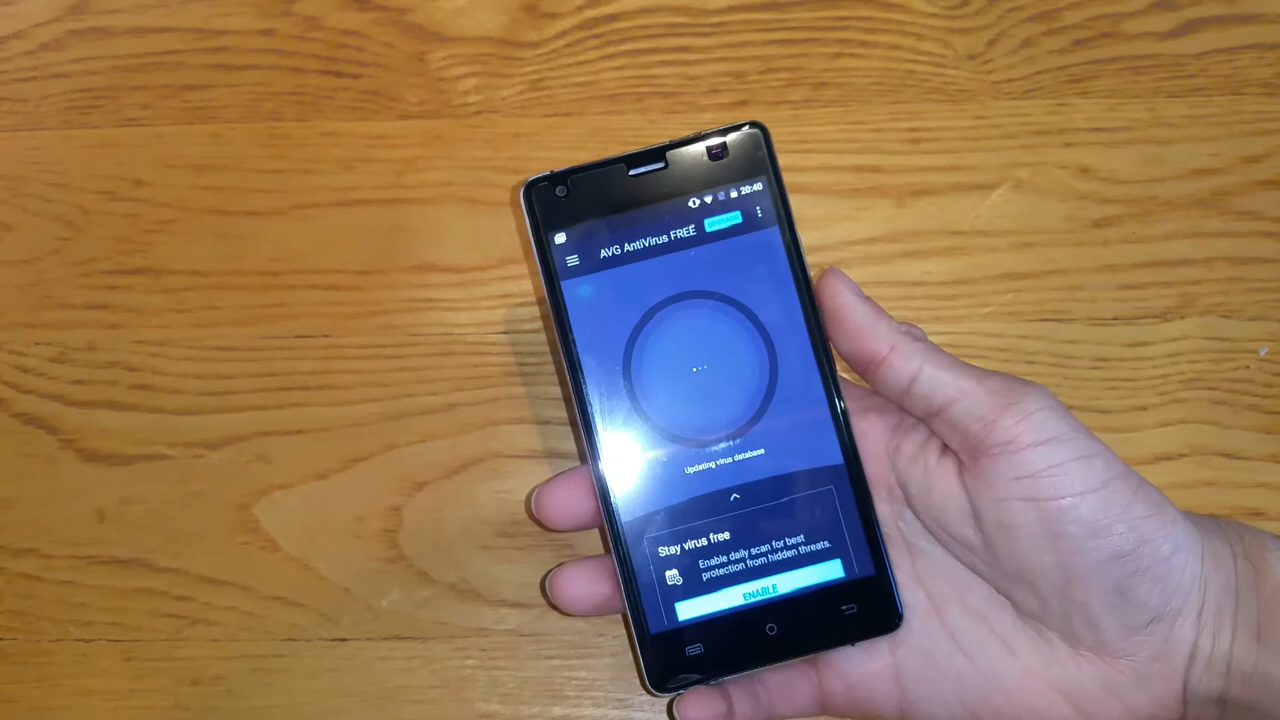 20:40
AVG AntiVirus FREE
UPGRADE
Updating virus database
Stay virus free
Enable daily scan for best
protection from hidden threats.
ENABLE